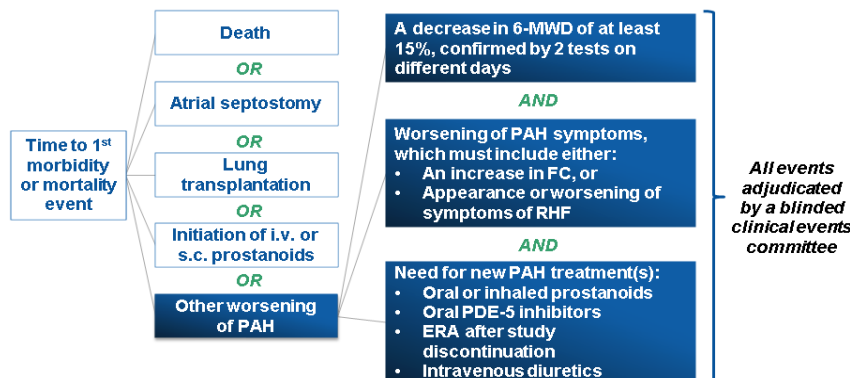 Time to 1st
morbidity
or mortality
event
Death
OR
Atrial septostomy
OR
Lung
transplantation
OR
Initiation of i.v. or
s.c. prostanoids
OR
Other worsening
of PAH
A decrease in 6-MWD of at least
15%, confirmed by 2 tests on
different days
AND
Worsening of PAH symptoms,
which must include either:
• An increase in FC, or
• Appearance or worsening of
symptoms of RHF
AND
Need for new PAH treatment(s):
• Oral or inhaled prostanoids
• Oral PDE-5 inhibitors
• ERA after study
discontinuation
• Intravenous diuretics
All events
adjudicated
by a blinded
clinical events
committee